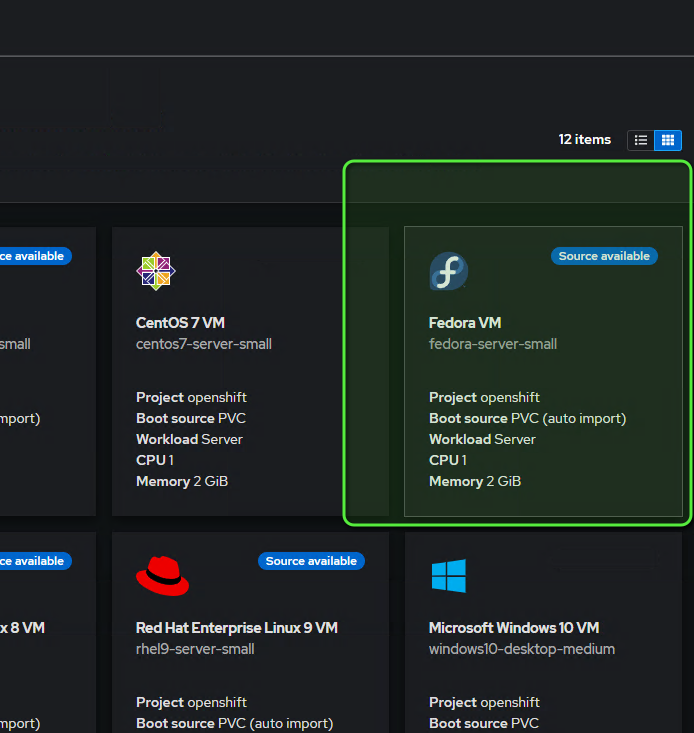 12 items
ce available
Source available
CentOS 7 VM
Fedora VM
small
centos7-server-small
fedora-server-small
Project openshift
Project openshift
mport)
Boot source PVC
Boot source PVC (auto import)
Workload Server
Workload Server
CPU 1
CPU 1
Memory 2 GiB
Memory 2 GiB
ce available
Source available
x 8 VM
Red Hat Enterprise Linux 9 VM
Microsoft Windows 10 VM
rhel9-server-small
windows10-desktop-medium
Project openshift
Project openshift
mport)
Boot source PVC (auto import)
Boot source PVC